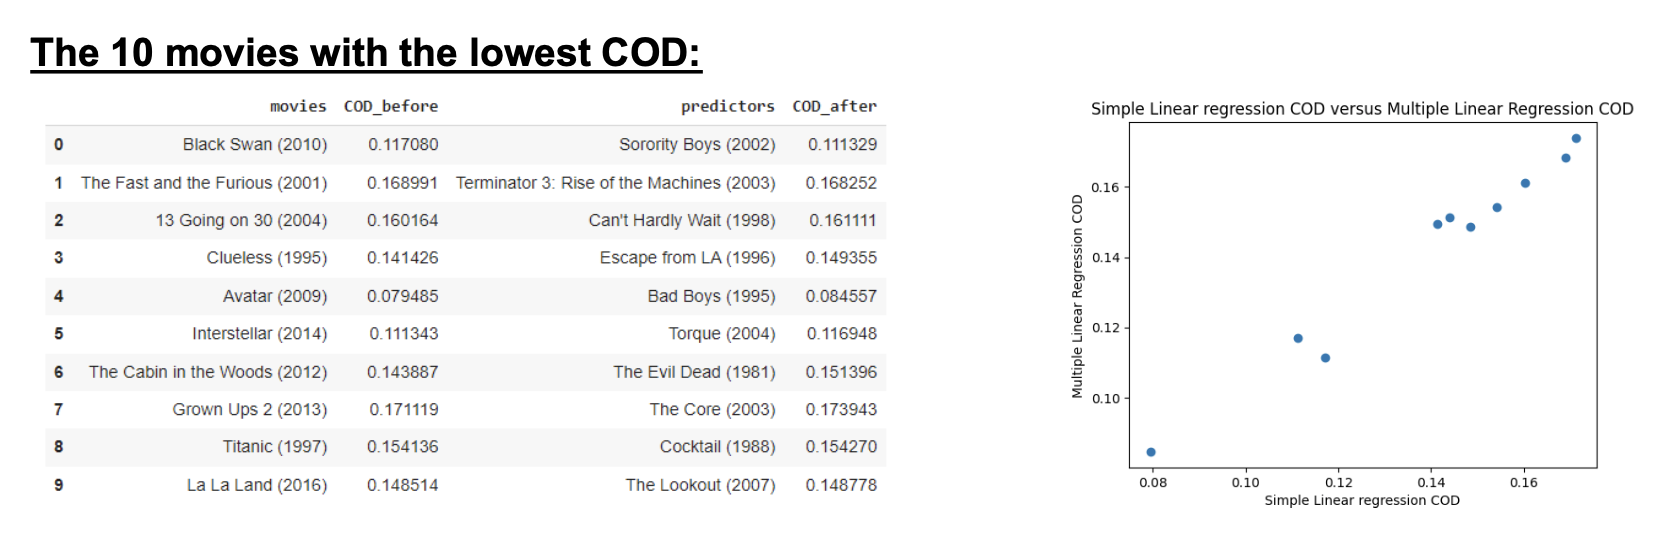 The 10 movies with the lowest COD:
movies COD_before predictors COD_after
0 Black Swan (2010) 0.117080 Sorority Boys (2002) 0.111329
1 The Fast and the Furious (2001) 0.168991 Terminator 3: Rise of the Machines (2003) 0.168252
2 13 Going on 30 (2004) 0.160164 Can't Hardly Wait (1998) 0.161111
3 Clueless (1995) 0.141426 Escape from LA (1996) 0.149355
4 Avatar (2009) 0.079485 Bad Boys (1995) 0.084557
5 Interstellar (2014) 0.111343 Torque (2004) 0.116948
6 The Cabin in the Woods (2012) 0.143887 The Evil Dead (1981) 0.151396
7 Grown Ups 2 (2013) 0.171119 The Core (2003) 0.173943
8 Titanic (1997) 0.154136 Cocktail (1988) 0.154270
9 La La Land (2016) 0.148514 The Lookout (2007) 0.148778
Simple Linear regression COD versus Multiple Linear Regression COD
Multiple Linear Regression COD
0.16
0.14
0.12
0.10
0.08 0.10 0.12 0.14 0.16
Simple Linear regression COD